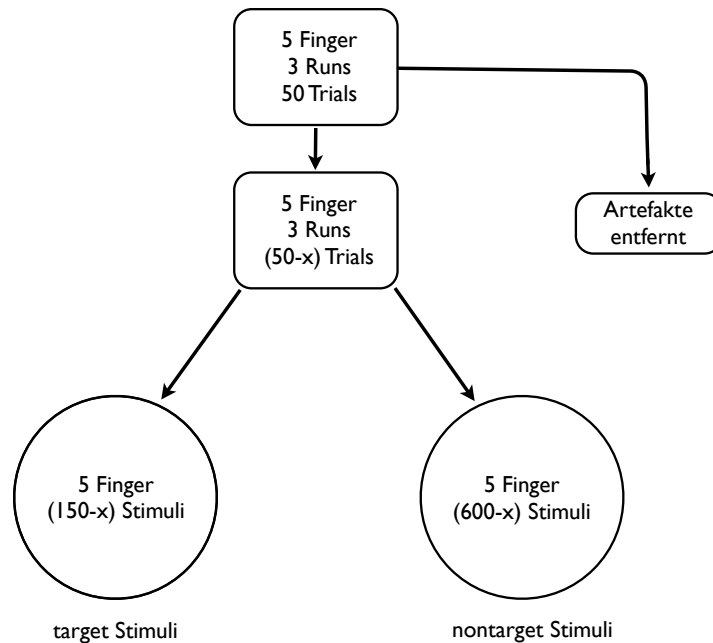 5 Finger
3 Runs
50 Trials
5 Finger
3 Runs
(50-x) Trials
Artefakte
entfernt
5 Finger
(150-x) Stimuli
5 Finger
(600-x) Stimuli
target Stimuli
nontarget Stimuli